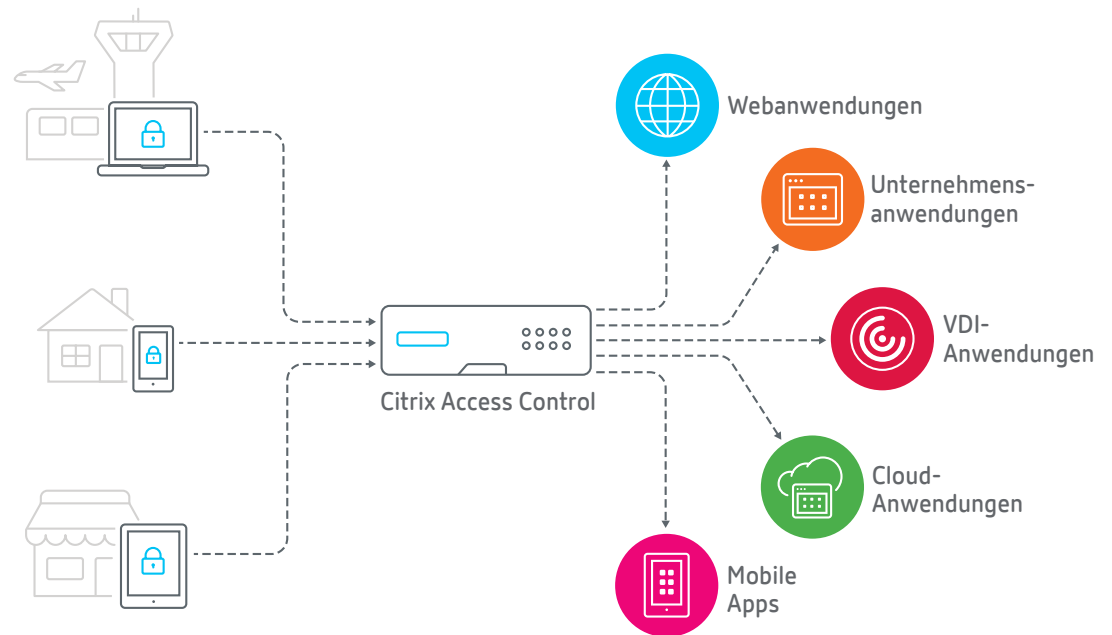 Webanwendungen
Unternehmens-
anwendungen
VDI-
Anwendungen
Citrix Access Control
Cloud-
Anwendungen
Mobile
Apps